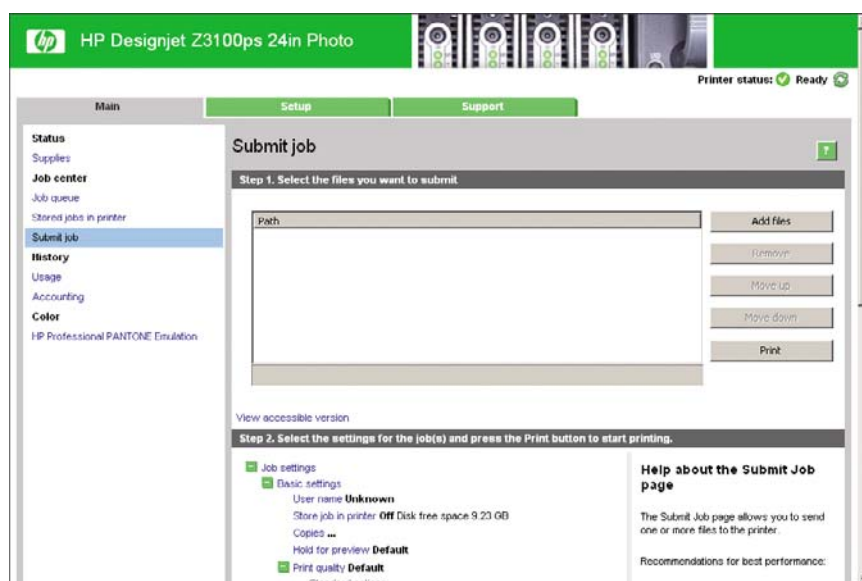 hp HP Designjet Z3100ps 24in Photo
Printer status: Ready
Main Setup Support
Status
Supplies
Job center
Job queue
Stored jobs in printer
Submit job
History
Usage
Accounting
Color
HP Professional PANTONE Emulation
Submit job
?
Step 1. Select the files you want to submit
Path
Add files
Remove
Move up
Move down
Print
View accessible version
Step 2. Select the settings for the job(s) and press the Print button to start printing.
Job settings
Basic settings
User name Unknown
Store job in printer Off Disk free space 9.23 GB
Copies ...
Hold for preview Default
Print quality Default
Help about the Submit Job
page
The Submit Job page allows you to send
one or more files to the printer.
Recommendations for best performance: